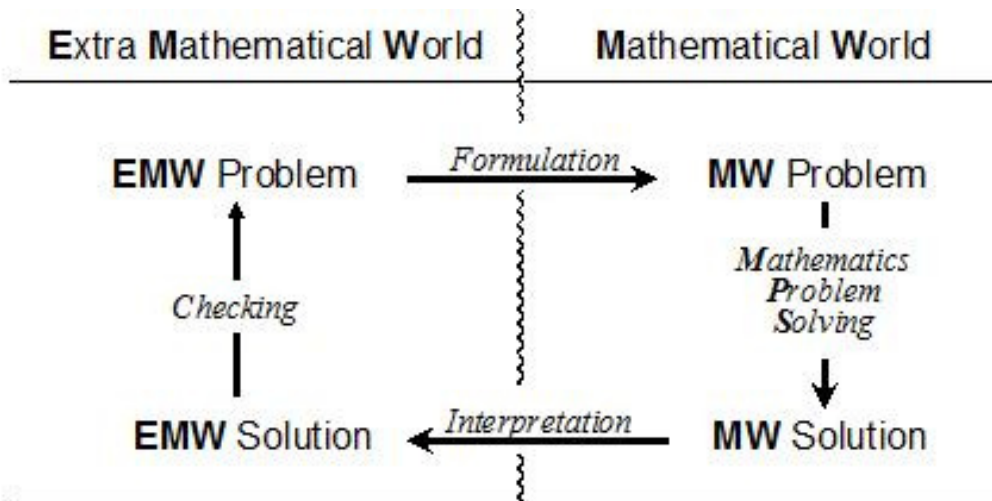 Extra Mathematical World
Mathematical World
EMW Problem
Formulation
MW Problem
Mathematics
Problem
Solving
Checking
EMW Solution
Interpretation
MW Solution